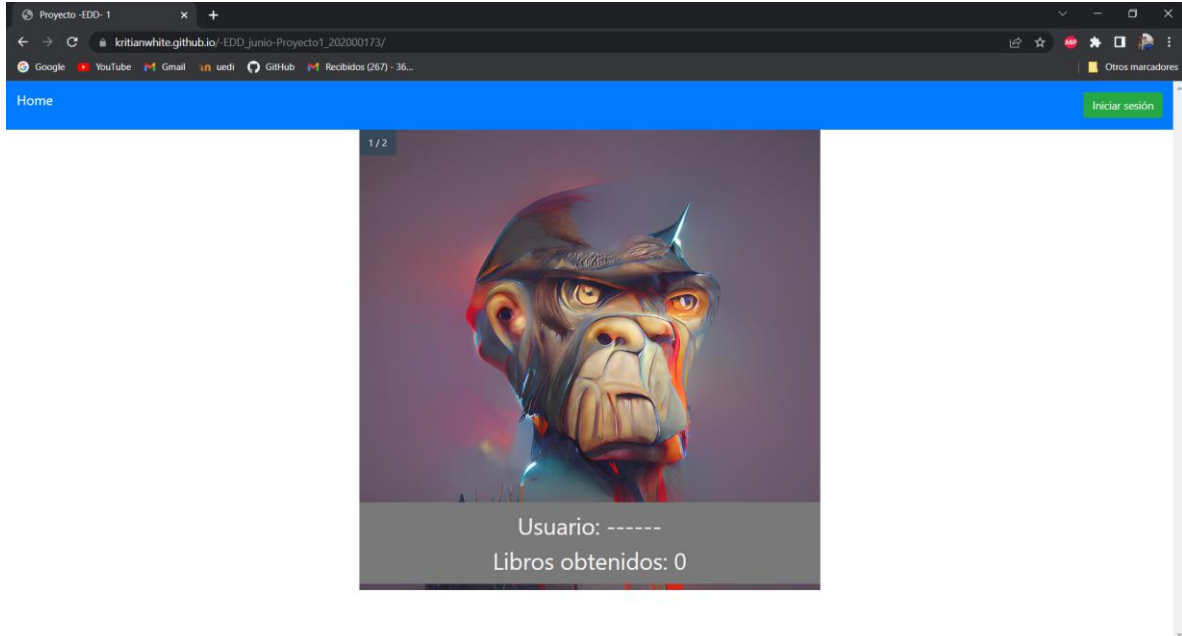 Proyecto -EDD- 1
kritianwhite.github.io/-EDD_junio-Proyecto1_202000173/
Google YouTube Gmail uedi GitHub Recibidos (267) - 36... Otros marcadores
Home Iniciar sesión
1 / 2
Usuario: ------
Libros obtenidos: 0